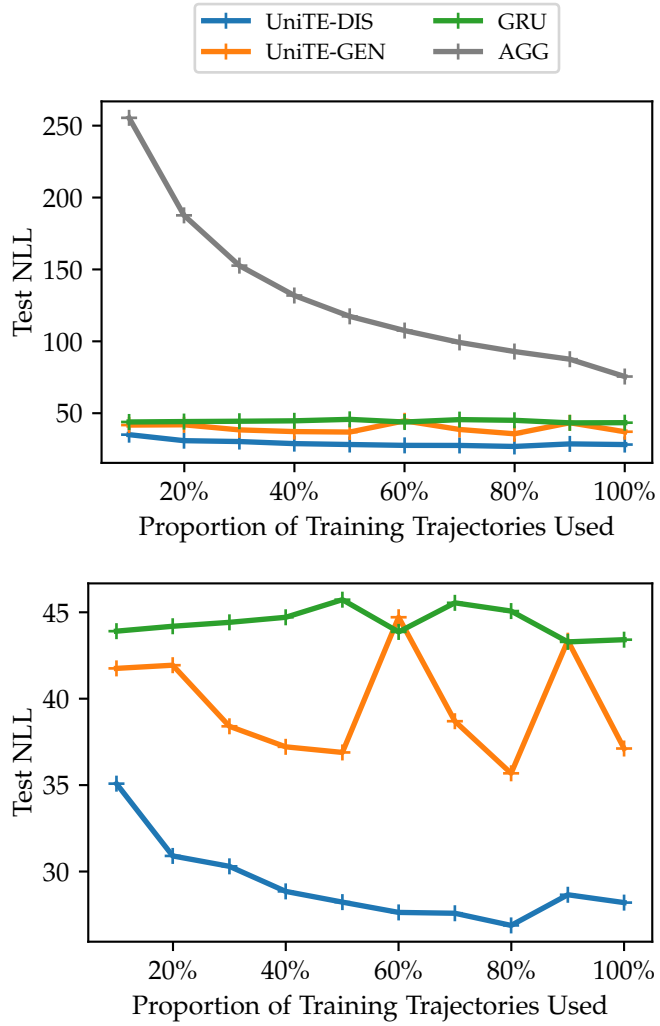 UniTE-DIS
UniTE-GEN
GRU
AGG
250
200
150
100
50
Test NLL
20%
40%
60%
80%
100%
Proportion of Training Trajectories Used
45
40
35
30
Test NLL
20%
40%
60%
80%
100%
Proportion of Training Trajectories Used